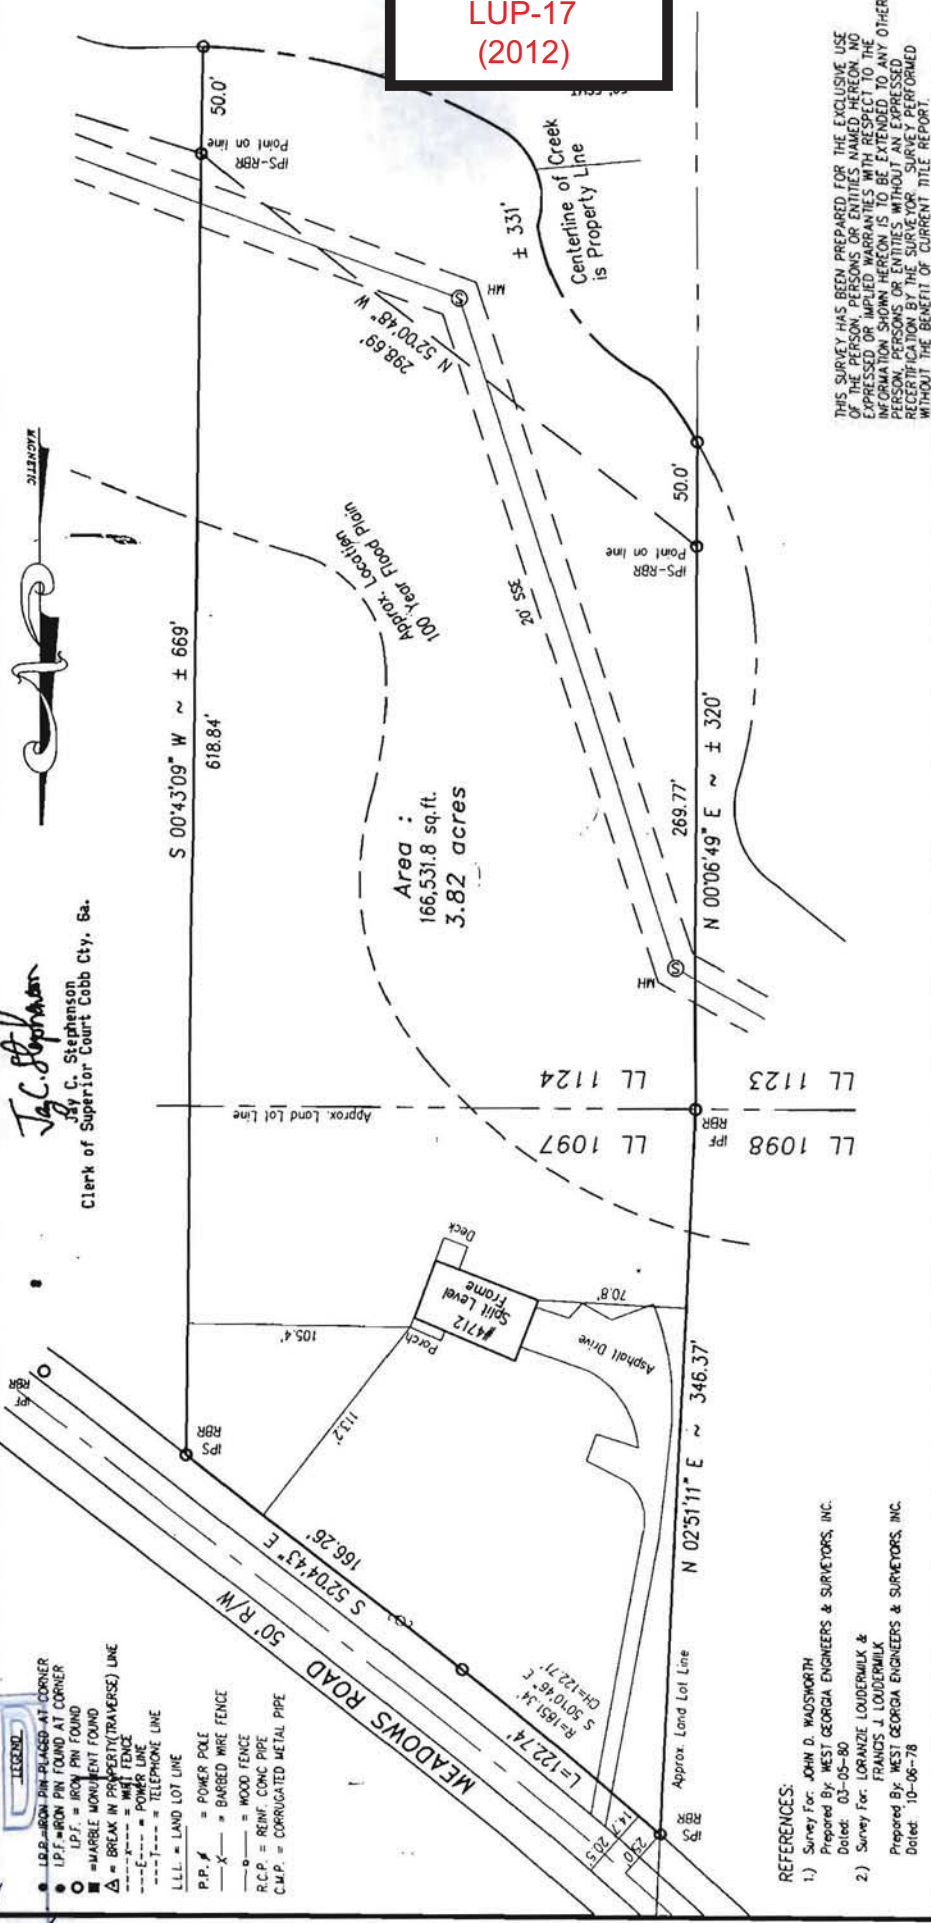 LUP-17
(2012)
THIS SURVEY HAS BEEN PREPARED FOR THE EXCLUSIVE USE
OF THE PERSON, PERSONS OR ENTITIES NAMED HEREON. NO
EXPRESSED OR IMPLIED WARRANTIES WITH RESPECT TO THE
INFORMATION SHOWN HEREON IS TO BE EXTENDED TO ANY OTHER
PERSON, PERSONS OR ENTITIES WITHOUT AN EXPRESSED
RECERTIFICATION BY THE SURVEYOR. SURVEY PERFORMED
WITHOUT THE BENEFIT OF CURRENT TITLE REPORT.
50.0'
IPS-RBR
Point on line
± 331'
Centerline of Creek
is Property Line
MH
S
N 52°00'48" W
298.69'
MAGNETIC
Approx. Location
100 Year Flood Plain
50.0'
IPS-RBR
Point on line
20' SSE
S 00°43'09" W ~ ± 669'
618.84'
Area :
166,531.8 sq.ft.
3.82 acres
269.77'
N 00°06'49" E ~ ± 320'
Jay C. Stephenson
Jay C. Stephenson
Clerk of Superior Court Cobb Cty. Ga.
S
MH
LL 1124
LL 1123
Approx. Land Lot Line
LL 1097
LL 1098
IPF
RBR
Deck
#4712
Split Level
Frame
Porch
105.4'
70.8'
113.2'
Asphalt Drive
N 02°51'11" E ~ 346.37'
IPF
RBR
IPS
RBR
S 52°04'43" E
166.26'
50' R/W
MEADOWS ROAD
R=1851.34'
S 50°10'46" E
CH=122.71'
L=122.74'
Approx. Land Lot Line
14.7'
20.5'
25.0'
IPS
RBR
LEGEND
I.P.P.=IRON PIN PLACED AT CORNER
I.P.F.=IRON PIN FOUND AT CORNER
I.P.F. = IRON PIN FOUND
=MARBLE MONUMENT FOUND
= BREAK IN PROPERTY(TRAVERSE) LINE
---x--- = FENCE
---E--- = POWER LINE
---T--- = TELEPHONE LINE
L.L.L. = LAND LOT LINE
P.P. = POWER POLE
—X— = BARBED WIRE FENCE
—o— = WOOD FENCE
R.C.P. = REINF. CONC PIPE
C.M.P. = CORRUGATED METAL PIPE
REFERENCES:
1.) Survey For: JOHN D. WADSWORTH
Prepared By: WEST GEORGIA ENGINEERS & SURVEYORS, INC.
Dated: 03-05-80
2.) Survey For: LORANZIE LOUDERMILK &
FRANCIS J. LOUDERMILK
Prepared By: WEST GEORGIA ENGINEERS & SURVEYORS, INC.
Dated: 10-06-78